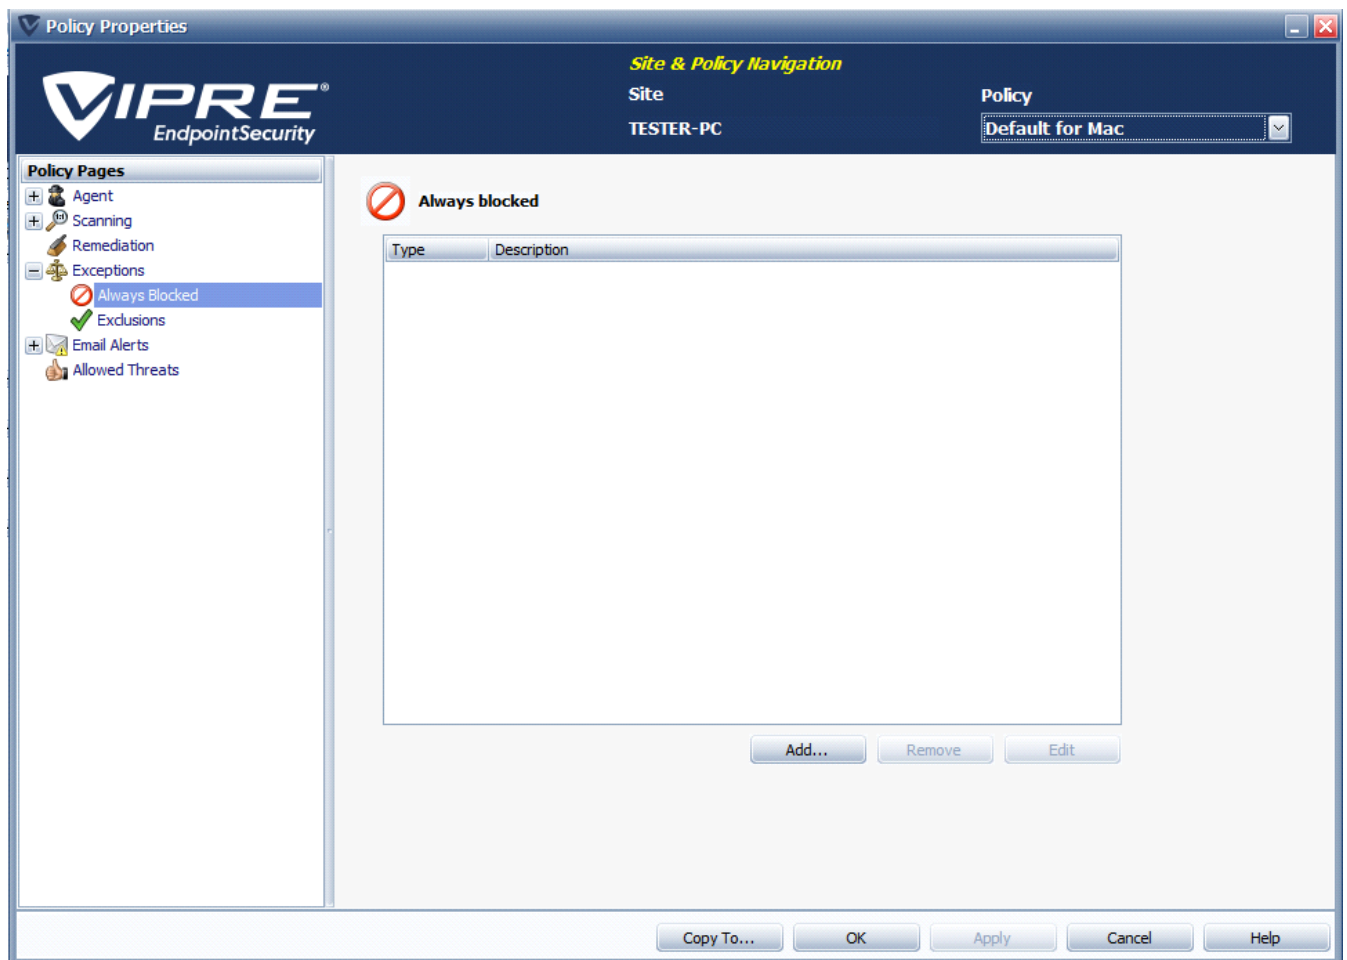 Policy Properties
Site & Policy Navigation
VIPRE®
EndpointSecurity
Site
Policy
TESTER-PC
Default for Mac
Policy Pages
Agent
Scanning
Remediation
Exceptions
Always Blocked
Exclusions
Email Alerts
Allowed Threats
Always blocked
Type Description
Add... Remove Edit
Copy To... OK Apply Cancel Help